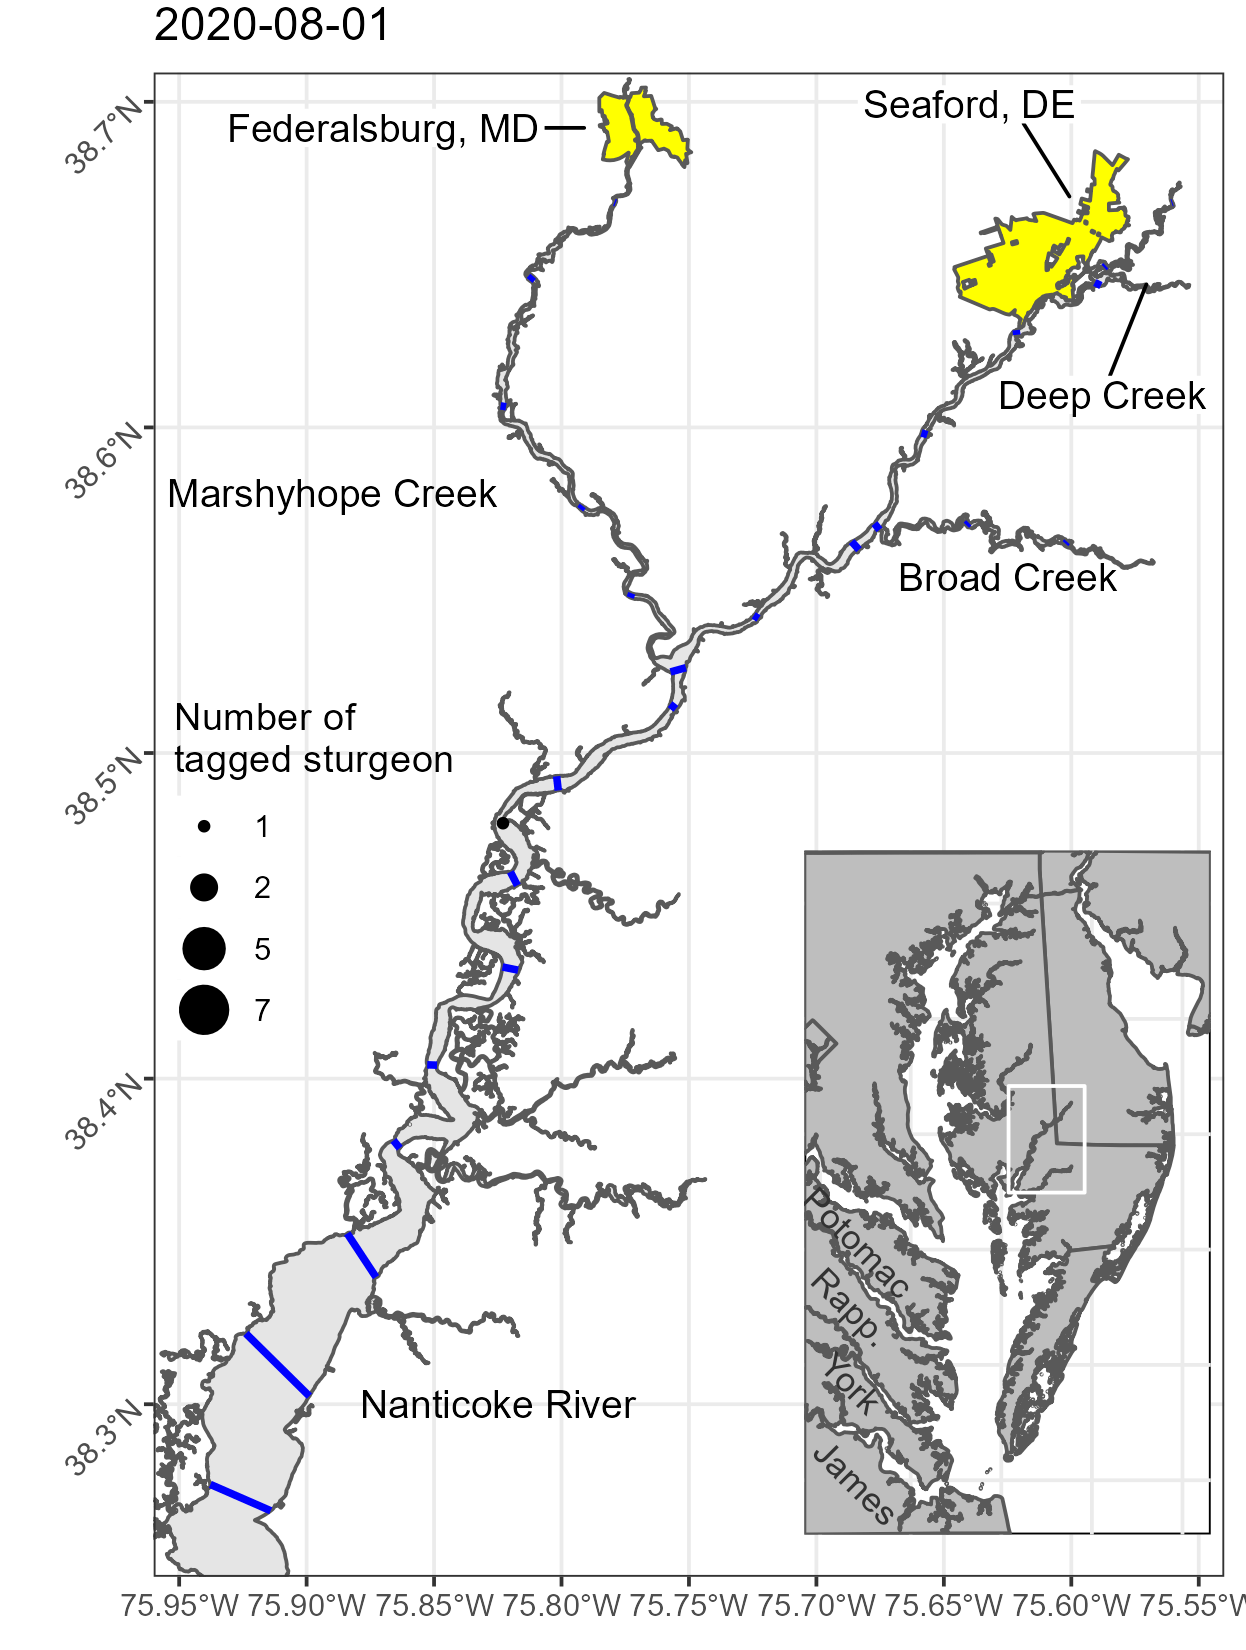 2020-08-01
38.7°N
Federalsburg, MD
Seaford, DE
Deep Creek
38.6°N
Marshyhope Creek
Broad Creek
Number of
tagged sturgeon
38.5°N
1
2
5
7
38.4°N
Potomac
Rapp.
York
James
38.3°N
Nanticoke River
75.95°W 75.90°W 75.85°W 75.80°W 75.75°W 75.70°W 75.65°W 75.60°W 75.55°W